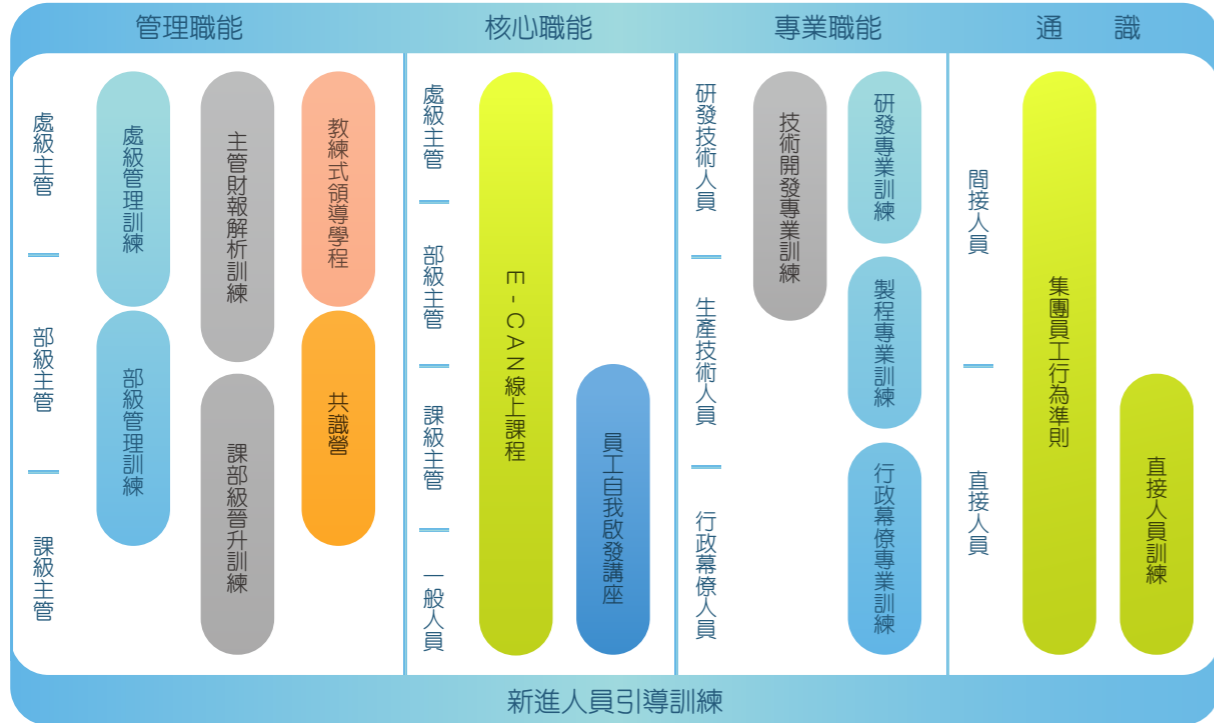 管理職能
核心職能
專業職能
通 識
處級主管
部級主管
課級主管
處級管理訓練
部級管理訓練
主管財報解析訓練
課部級晉升訓練
教練式領導學程
共識營
處級主管
部級主管
課級主管
一般人員
E-CAN線上課程
員工自我啟發講座
研發技術人員
生產技術人員
行政幕僚人員
技術開發專業訓練
研發專業訓練
製程專業訓練
行政幕僚專業訓練
間接人員
直接人員
集團員工行為準則
直接人員訓練
新進人員引導訓練